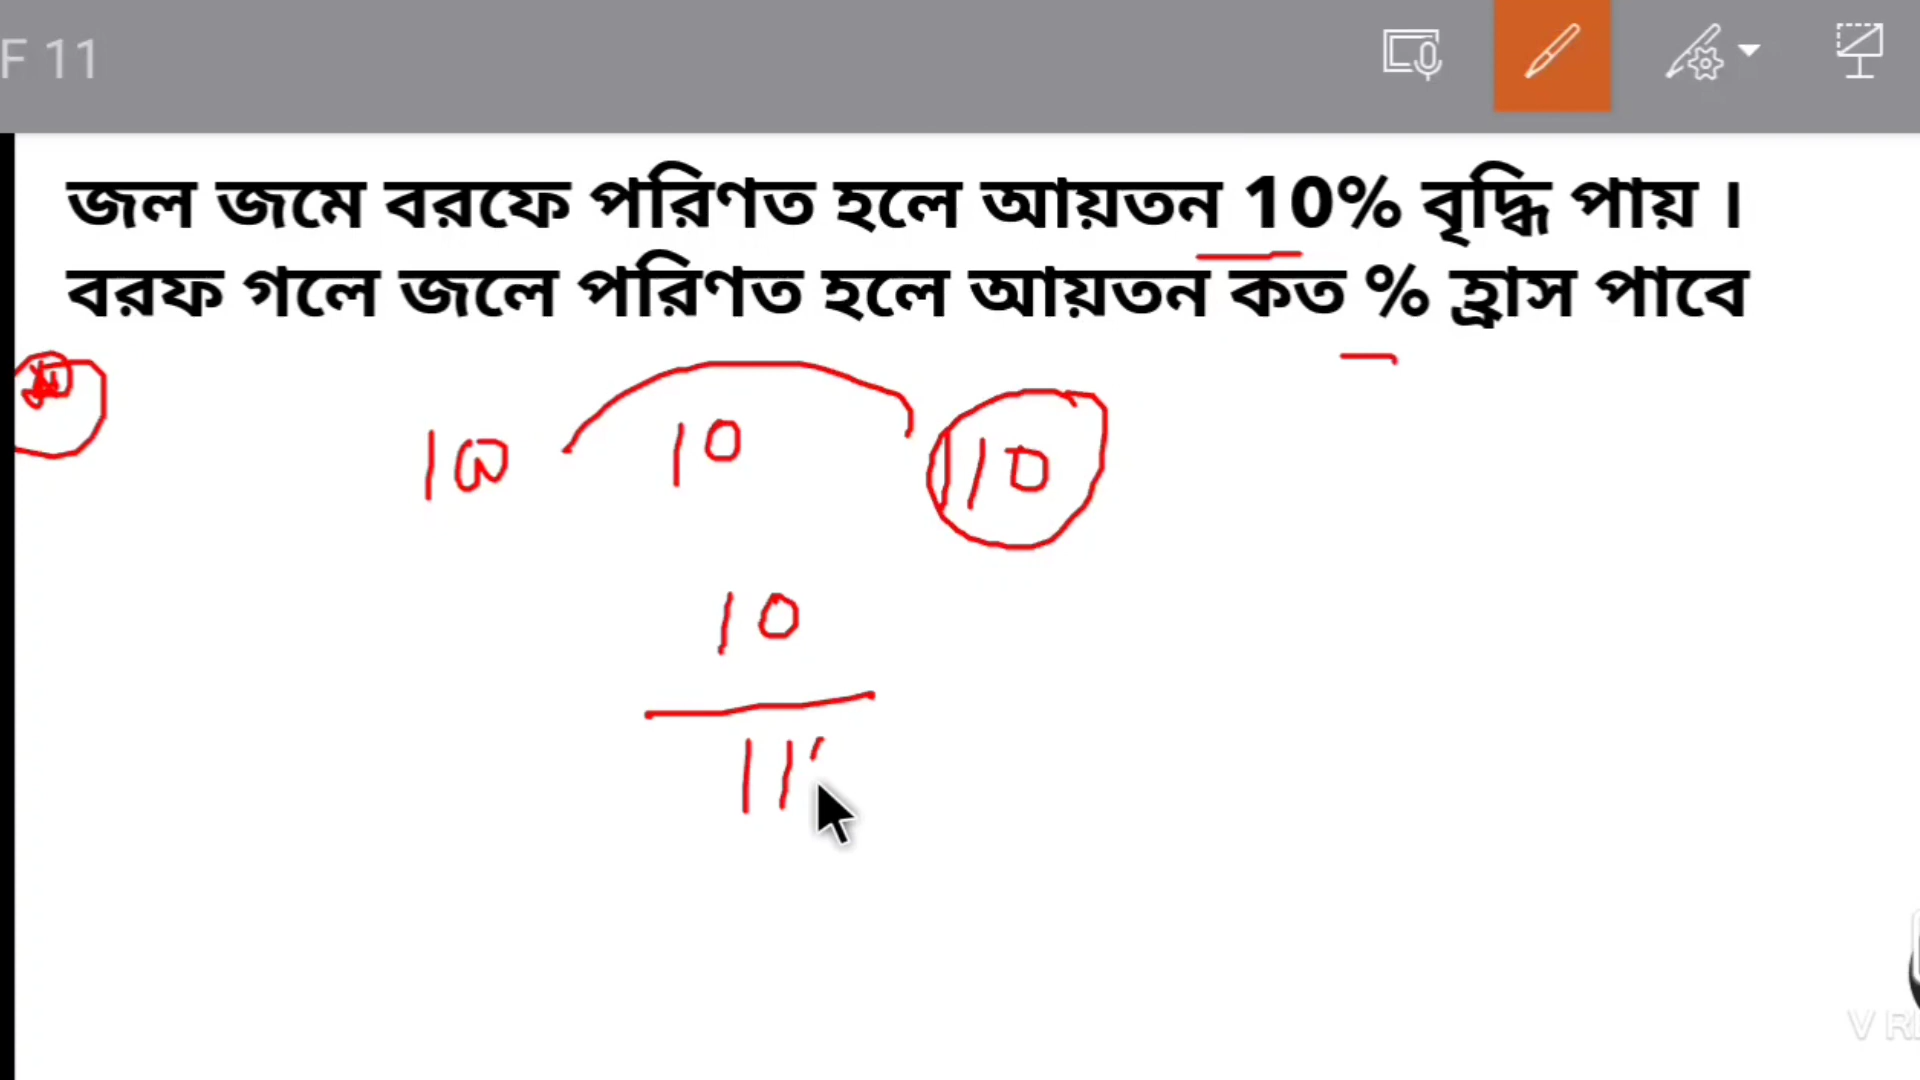 F 11
জল জমে বরফে পরিণত হলে আয়তন 10% বৃদ্ধি পায় ।
বরফ গলে জলে পরিণত হলে আয়তন কত % হ্রাস পাবে
100 10 110
10
11